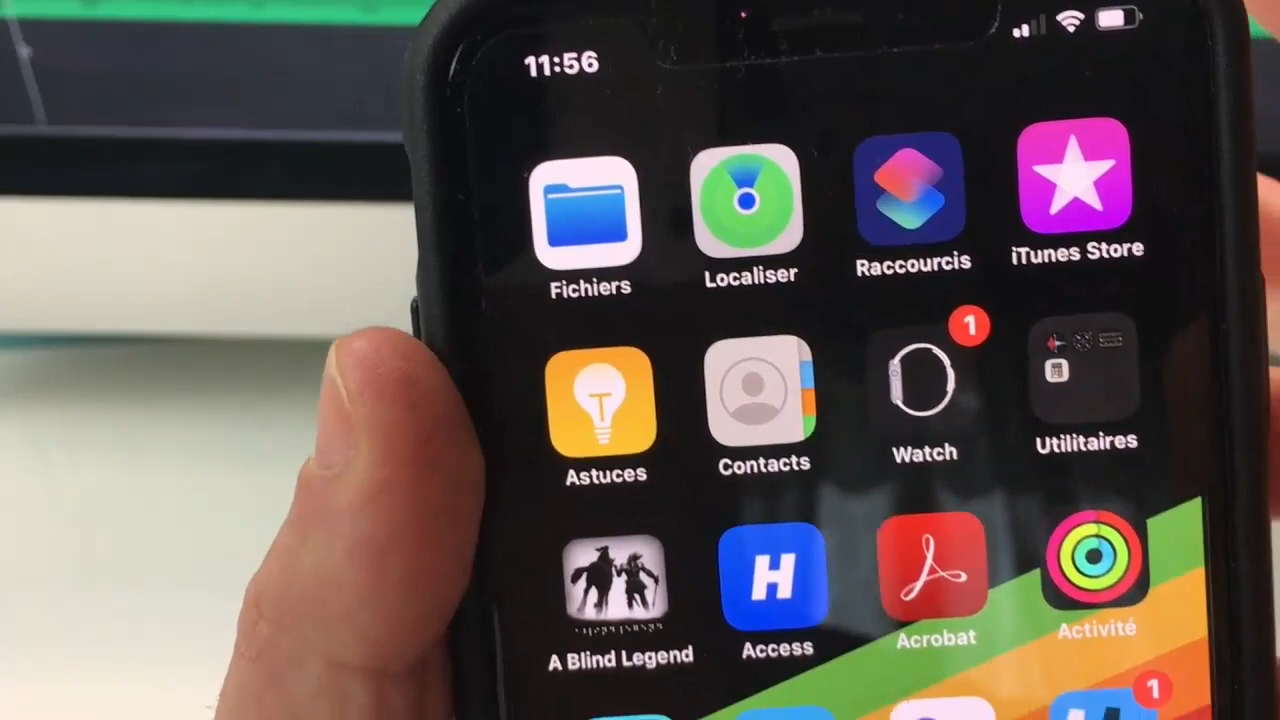 11:56
Fichiers
Localiser
Raccourcis
iTunes Store
1
Astuces
Contacts
Watch
Utilitaires
H
A Blind Legend
Access
Acrobat
Activité
1